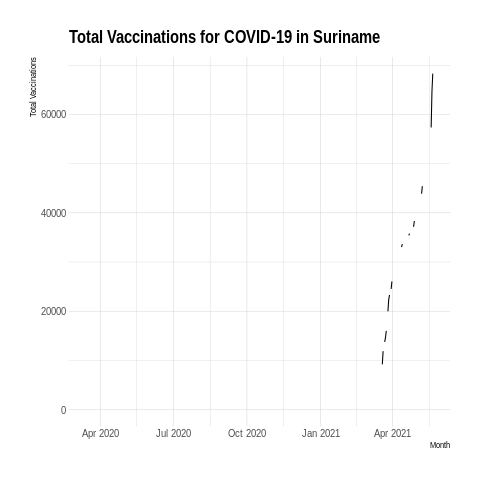 Total Vaccinations for COVID-19 in Suriname
Total Vaccinations
60000
40000
20000
0
Apr 2020 Jul 2020 Oct 2020 Jan 2021 Apr 2021
Month